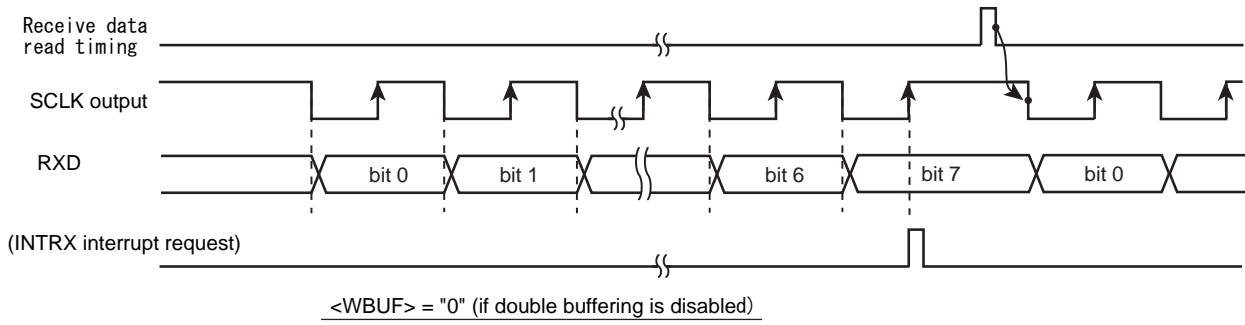 Receive data
read timing
SCLK output
RXD
bit 0
bit 1
bit 6
bit 7
bit 0
(INTRX interrupt request)
<WBUF> = "0" (if double buffering is disabled)